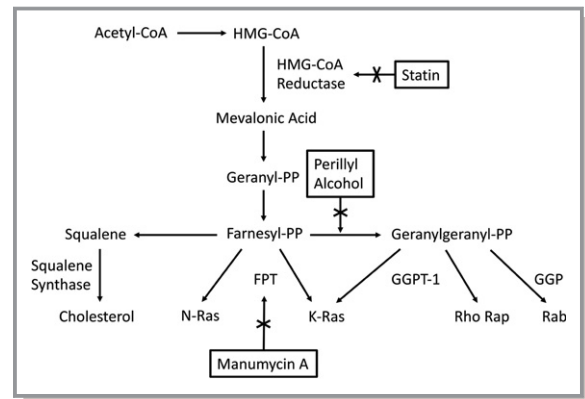 Acetyl-CoA
HMG-CoA
HMG-CoA
Reductase
Statin
Mevalonic Acid
Geranyl-PP
Perillyl
Alcohol
Squalene
Farnesyl-PP
Geranylgeranyl-PP
Squalene
Synthase
FPT
GGPT-1
GGP
Cholesterol
N-Ras
K-Ras
Rho Rap
Rab
Manumycin A